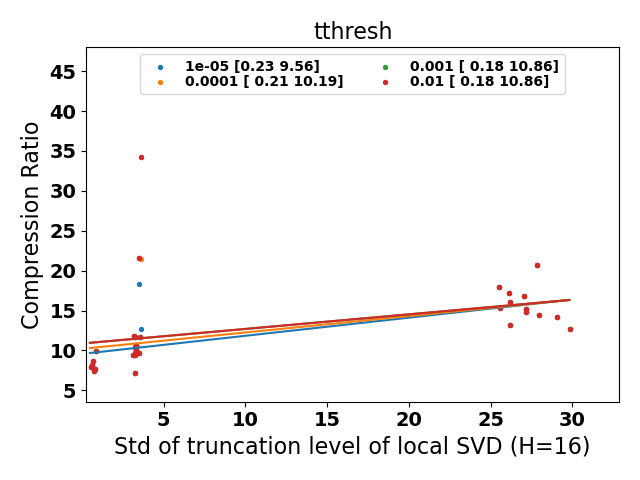 tthresh
1e-05 [0.23 9.56]
0.0001 [ 0.21 10.19]
0.001 [ 0.18 10.86]
0.01 [ 0.18 10.86]
45
40
35
30
25
20
15
10
5
Compression Ratio
5 10 15 20 25 30
Std of truncation level of local SVD (H=16)